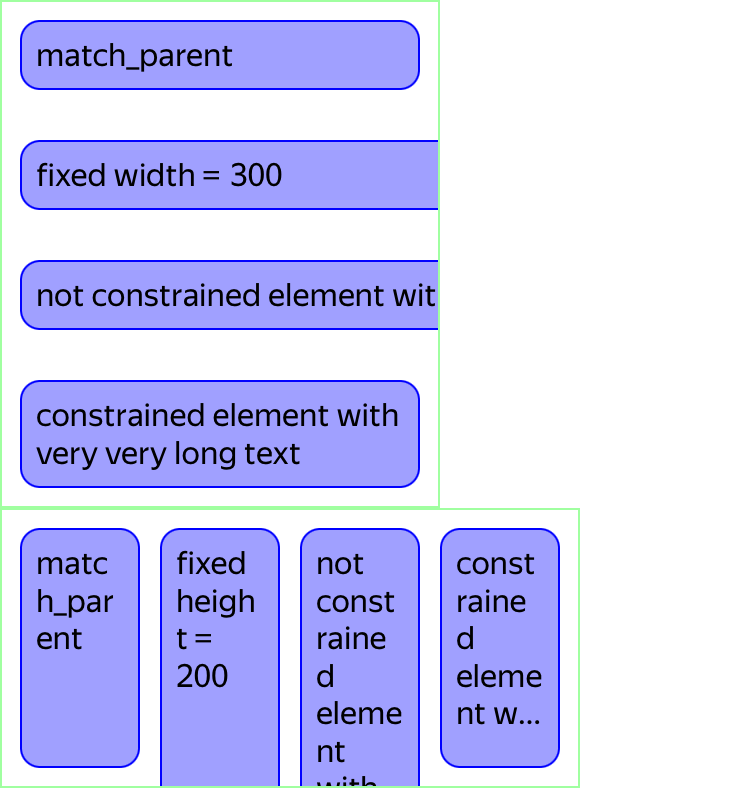 match_parent
fixed width = 300
not constrained element wit
constrained element with
very very long text
matc
h_par
ent
fixed
heigh
t =
200
not
const
raine
d
eleme
nt
with
const
raine
d
eleme
nt w...